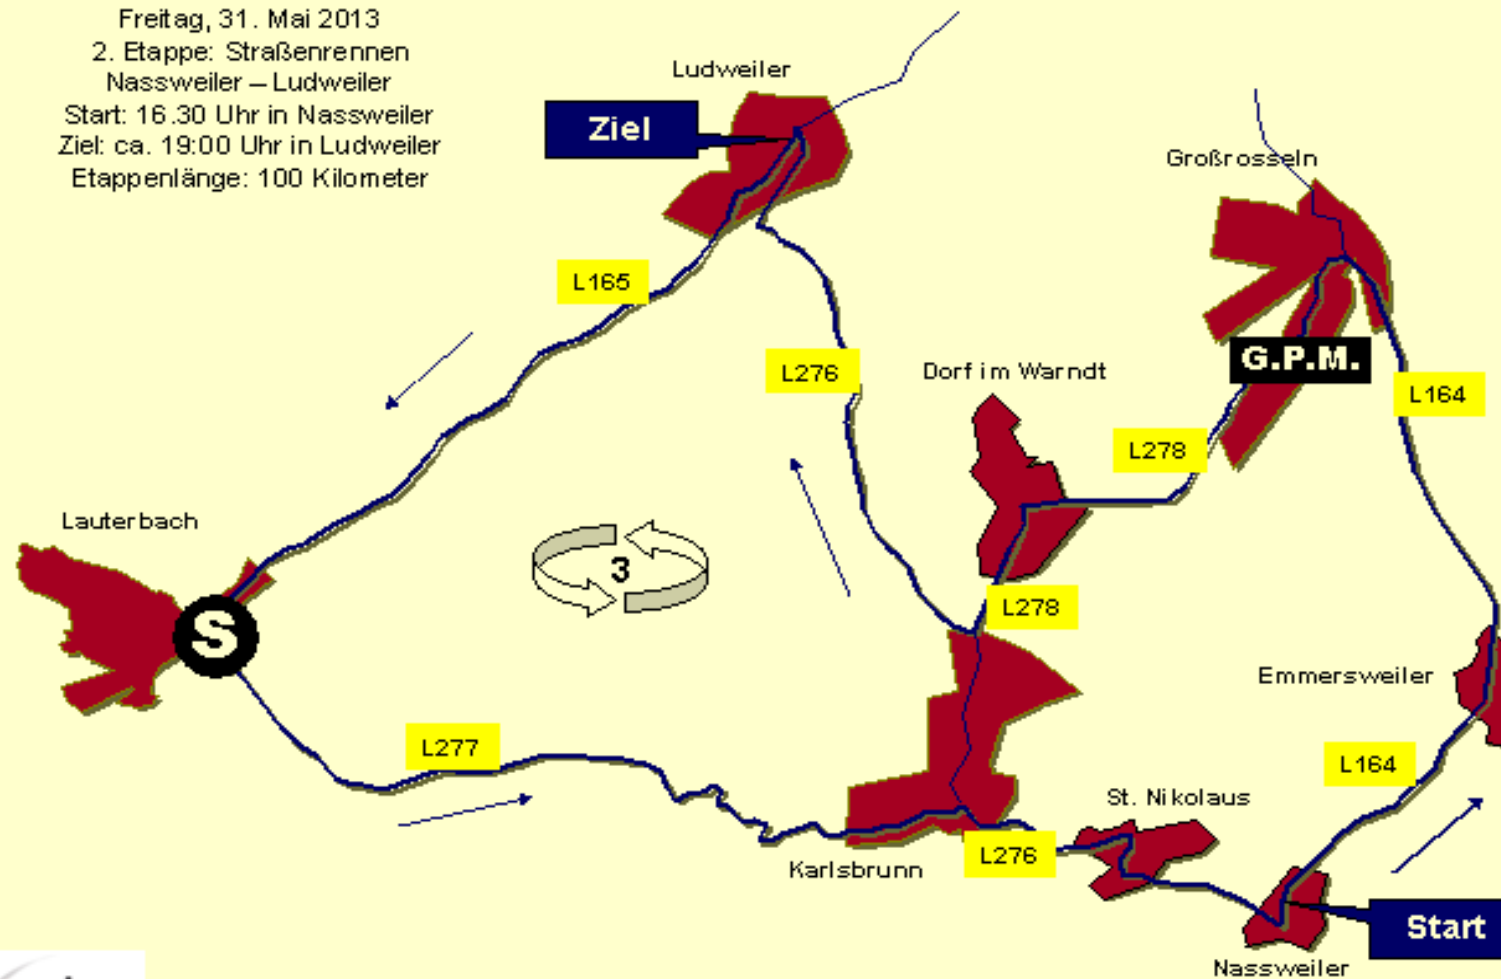 Freitag, 31. Mai 2013
2. Etappe: Straßenrennen
Nassweiler – Ludweiler
Start: 16.30 Uhr in Nassweiler
Ziel: ca. 19:00 Uhr in Ludweiler
Etappenlänge: 100 Kilometer
Ludweiler
Ziel
Großrosseln
L165
G.P.M.
L276
Dorf im Warndt
L164
L278
Lauterbach
3
L278
S
Emmersweiler
L277
L164
St. Nikolaus
L276
Karlsbrunn
Start
Nassweiler